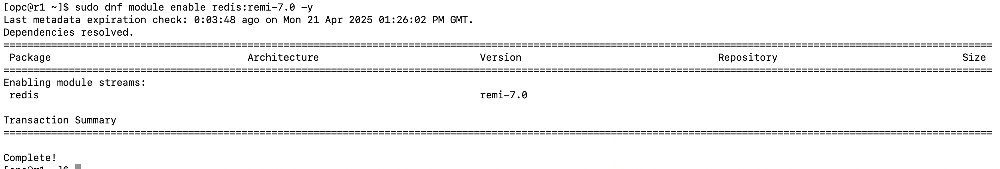 [opc@r1 ~]$ sudo dnf module enable redis:remi-7.0 -y
Last metadata expiration check: 0:03:48 ago on Mon 21 Apr 2025 01:26:02 PM GMT.
Dependencies resolved.
================================================================================
Package Architecture Version Repository Size
================================================================================
Enabling module streams:
redis remi-7.0
Transaction Summary
================================================================================
Complete!
[opc@r1 ~]$